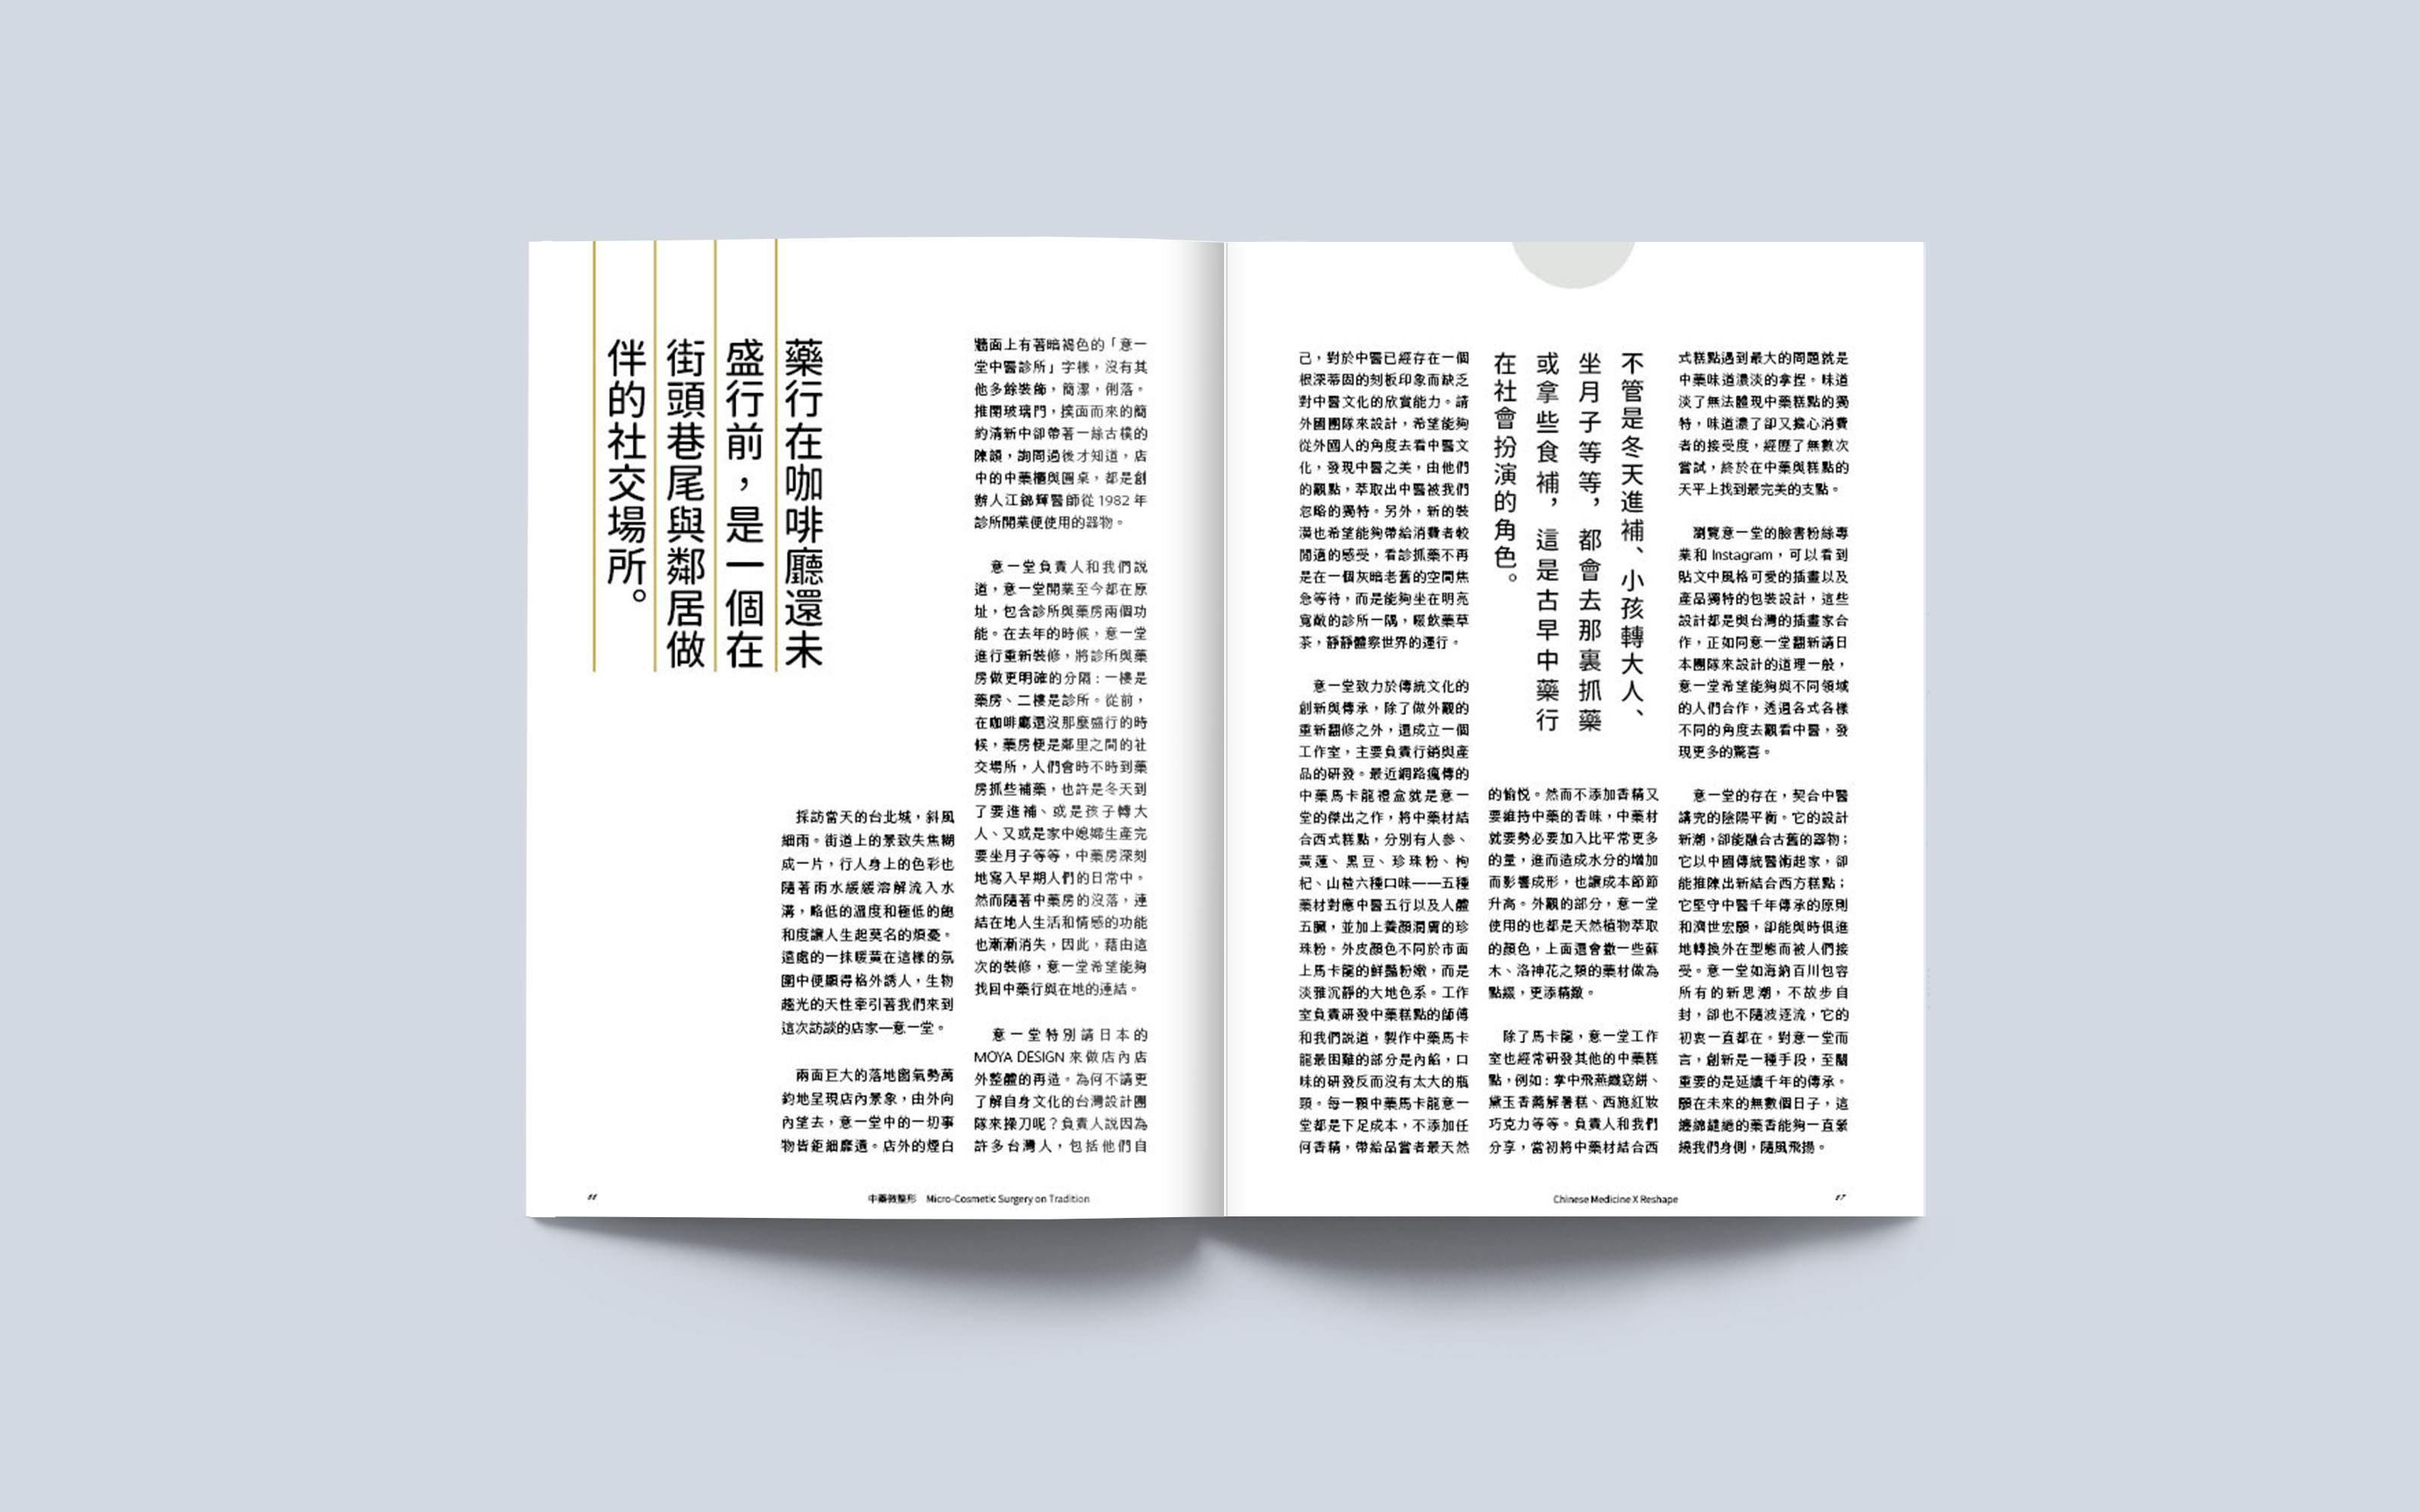 藥行在咖啡廳還未
盛行前，是一個在
街頭巷尾與鄰居做
伴的社交場所。
採訪當天的台北城，斜風
細雨。街道上的景致失焦糊
成一片，行人身上的色彩也
隨著雨水緩緩溶解流入水
溝，略低的溫度和極低的飽
和度讓人生起莫名的煩憂。
遠處的一抹暖黃在這樣的氛
圍中便顯得格外誘人，生物
趨光的天性牽引著我們來到
這次訪談的店家—意一堂。
兩面巨大的落地窗氣勢萬
鈞地呈現店內景象，由外向
內望去，意一堂中的一切事
物皆鉅細靡遺。店外的煙白
牆面上有著暗褐色的「意一
堂中醫診所」字樣，沒有其
他多餘裝飾，簡潔，俐落。
推開玻璃門，撲面而來的簡
約清新中卻帶著一絲古樸的
陳韻，詢問過後才知道，店
中的中藥櫃與圓桌，都是創
辦人江錦輝醫師從 1982 年
診所開業便使用的器物。
意一堂負責人和我們說
道，意一堂開業至今都在原
址，包含診所與藥房兩個功
能。在去年的時候，意一堂
進行重新裝修，將診所與藥
房做更明確的分隔：一樓是
藥房、二樓是診所。從前，
在咖啡廳還沒那麼盛行的時
候，藥房便是鄰里之間的社
交場所，人們會時不時到藥
房抓些補藥，也許是冬天到
了要進補、或是孩子轉大
人、又或是家中媳婦生產完
要坐月子等等，中藥房深刻
地寫入早期人們的日常中。
然而隨著中藥房的沒落，連
結在地人生活和情感的功能
也漸漸消失，因此，藉由這
次的裝修，意一堂希望能夠
找回中藥行與在地的連結。
意一堂特別請日本的
MOYA DESIGN 來做店內店
外整體的再造。為何不請更
了解自身文化的台灣設計團
隊來操刀呢？負責人說因為
許多台灣人，包括他們自
中藥微整形 Micro-Cosmetic Surgery on Tradition
己，對於中醫已經存在一個
根深蒂固的刻板印象而缺乏
對中醫文化的欣賞能力。請
外國團隊來設計，希望能夠
從外國人的角度去看中醫文
化，發現中醫之美，由他們
的觀點，萃取出中醫被我們
忽略的獨特。另外，新的裝
潢也希望能夠帶給消費者較
閒適的感受，看診抓藥不再
是在一個灰暗老舊的空間焦
急等待，而是能夠坐在明亮
寬敞的診所一隅，啜飲藥草
茶，靜靜體察世界的運行。
意一堂致力於傳統文化的
創新與傳承，除了做外觀的
重新翻修之外，還成立一個
工作室，主要負責行銷與產
品的研發。最近網路瘋傳的
中藥馬卡龍禮盒就是意一
堂的傑出之作，將中藥材結
合西式糕點，分別有人參、
黃蓮、黑豆、珍珠粉、枸
杞、山楂六種口味——五種
藥材對應中醫五行以及人體
五臟，並加上養顏潤膚的珍
珠粉。外皮顏色不同於市面
上馬卡龍的鮮豔粉嫩，而是
淡雅沉靜的大地色系。工作
室負責研發中藥糕點的師傅
和我們說道，製作中藥馬卡
龍最困難的部分是內餡，口
味的研發反而沒有太大的瓶
頸。每一顆中藥馬卡龍意一
堂都是下足成本，不添加任
何香精，帶給品嘗者最天然
不管是冬天進補、小孩轉大人、
坐月子等等，都會去那裏抓藥
或拿些食補，這是古早中藥行
在社會扮演的角色。
的愉悅。然而不添加香精又
要維持中藥的香味，中藥材
就要勢必要加入比平常更多
的量，進而造成水分的增加
而影響成形，也讓成本節節
升高。外觀的部分，意一堂
使用的也都是天然植物萃取
的顏色，上面還會撒一些蘇
木、洛神花之類的藥材做為
點綴，更添精緻。
除了馬卡龍，意一堂工作
室也經常研發其他的中藥糕
點，例如：掌中飛燕纖窈餅、
黛玉香薷解暑糕、西施紅妝
巧克力等等。負責人和我們
分享，當初將中藥材結合西
式糕點遇到最大的問題就是
中藥味道濃淡的拿捏。味道
淡了無法體現中藥糕點的獨
特，味道濃了卻又擔心消費
者的接受度，經歷了無數次
嘗試，終於在中藥與糕點的
天平上找到最完美的支點。
瀏覽意一堂的臉書粉絲專
業和 Instagram，可以看到
貼文中風格可愛的插畫以及
產品獨特的包裝設計，這些
設計都是與台灣的插畫家合
作，正如同意一堂翻新請日
本團隊來設計的道理一般，
意一堂希望能夠與不同領域
的人們合作，透過各式各樣
不同的角度去觀看中醫，發
現更多的驚喜。
意一堂的存在，契合中醫
講究的陰陽平衡。它的設計
新潮，卻能融合古舊的器物；
它以中國傳統醫術起家，卻
能推陳出新結合西方糕點；
它堅守中醫千年傳承的原則
和濟世宏願，卻能與時俱進
地轉換外在型態而被人們接
受。意一堂如海納百川包容
所有的新思潮，不故步自
封，卻也不隨波逐流，它的
初衷一直都在。對意一堂而
言，創新是一種手段，至關
重要的是延續千年的傳承。
願在未來的無數個日子，這
纏綿繾綣的藥香能夠一直縈
繞我們身側，隨風飛揚。
Chinese Medicine X Reshape